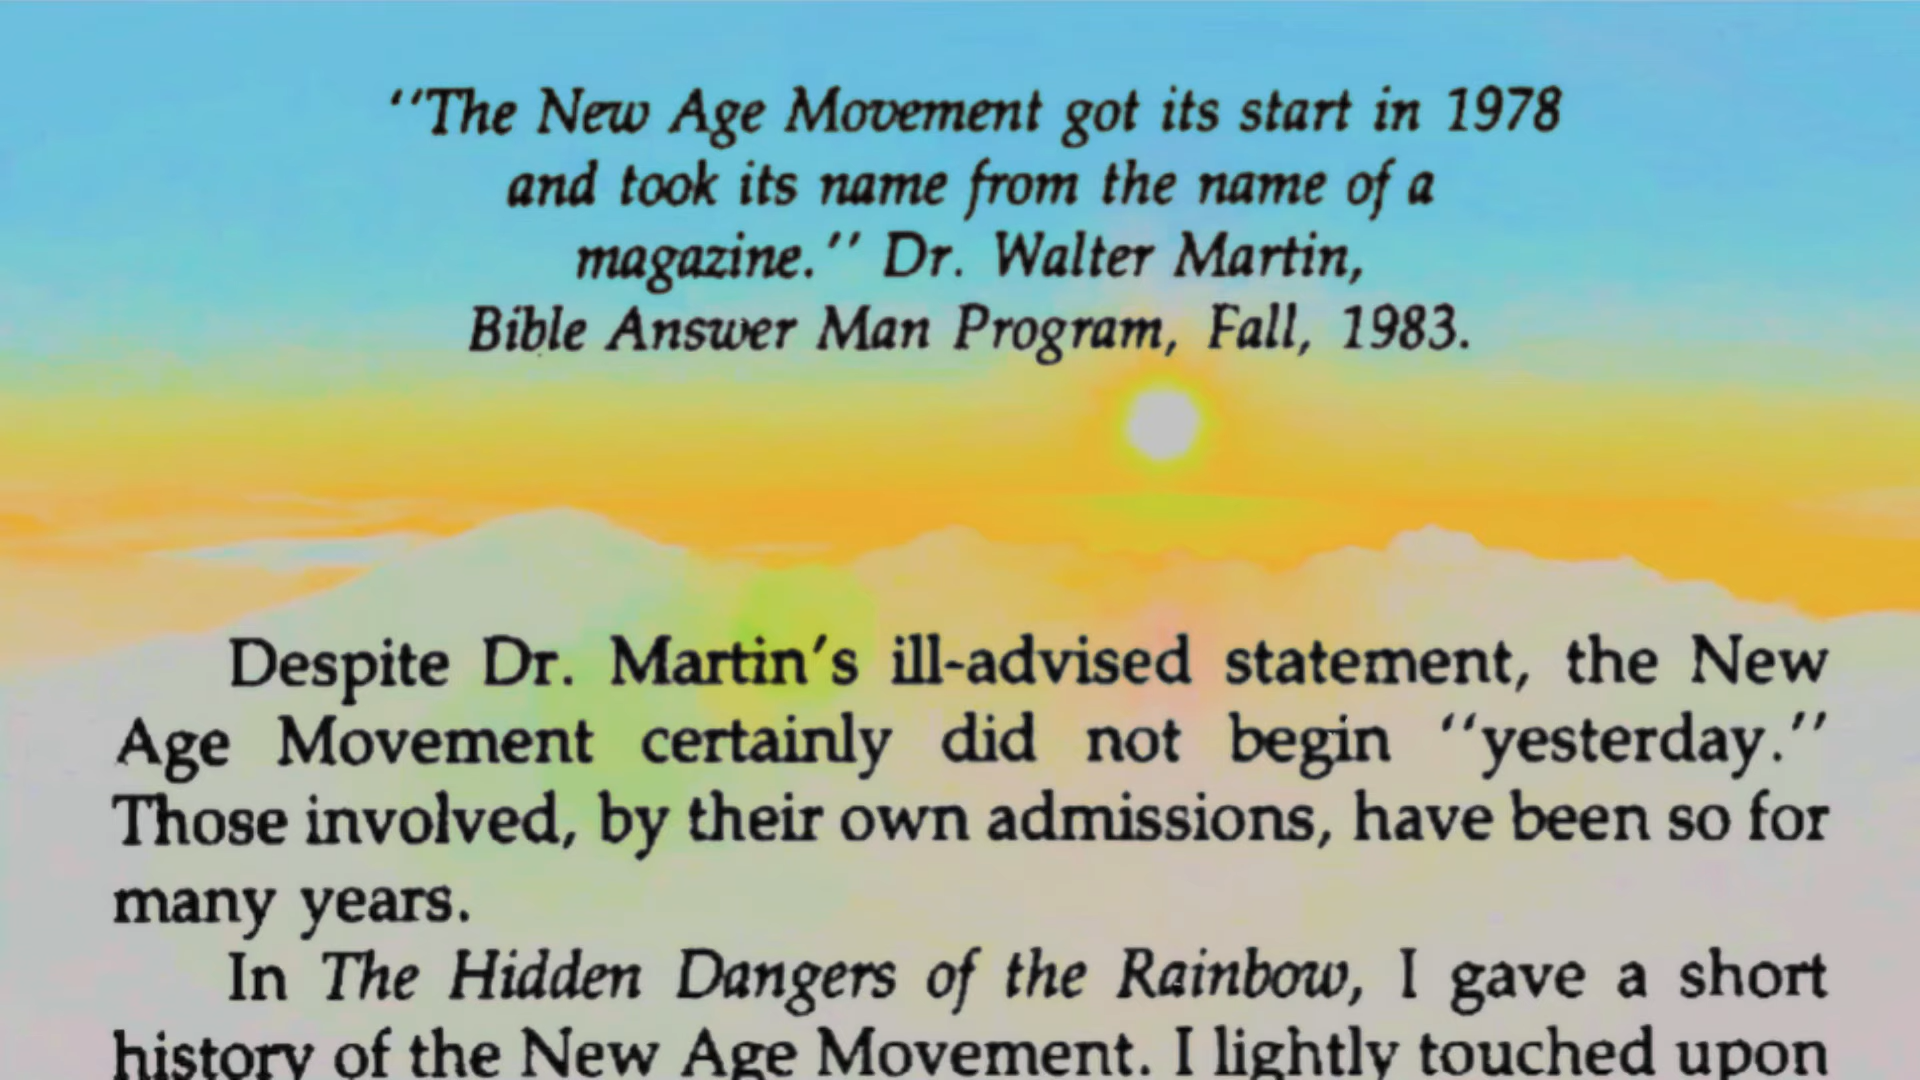 ‘‘The New Age Movement got its start in 1978
and took its name from the name of a
magazine.’’ Dr. Walter Martin,
Bible Answer Man Program, Fall, 1983.
Despite Dr. Martin’s ill-advised statement, the New
Age Movement certainly did not begin ‘‘yesterday.’’
Those involved, by their own admissions, have been so for
many years.
In The Hidden Dangers of the Rainbow, I gave a short
history of the New Age Movement. I lightly touched upon